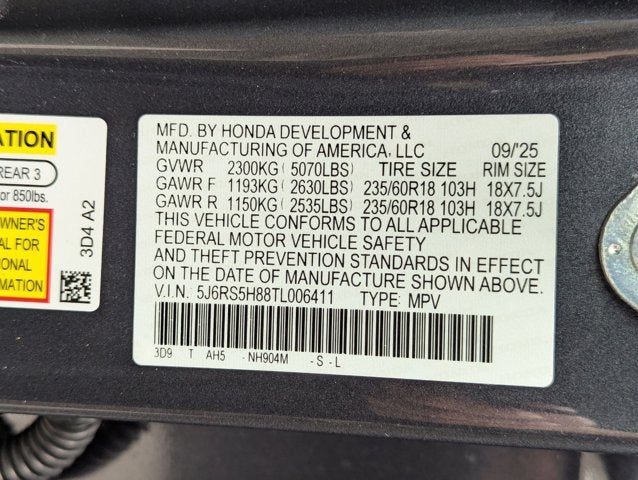 ATION
REAR 3
or 850lbs.
OWNER'S
AL FOR
IONAL
RMATION
3D4 A2
MFD. BY HONDA DEVELOPMENT &
MANUFACTURING OF AMERICA, LLC 09/'25
GVWR 2300KG ( 5070LBS) TIRE SIZE RIM SIZE
GAWR F 1193KG ( 2630LBS) 235/60R18 103H 18X7.5J
GAWR R 1150KG ( 2535LBS) 235/60R18 103H 18X7.5J
THIS VEHICLE CONFORMS TO ALL APPLICABLE
FEDERAL MOTOR VEHICLE SAFETY
AND THEFT PREVENTION STANDARDS IN EFFECT
ON THE DATE OF MANUFACTURE SHOWN ABOVE.
V.I.N. 5J6RS5H88TL006411 TYPE: MPV
3D9 T AH5 - NH904M - S - L